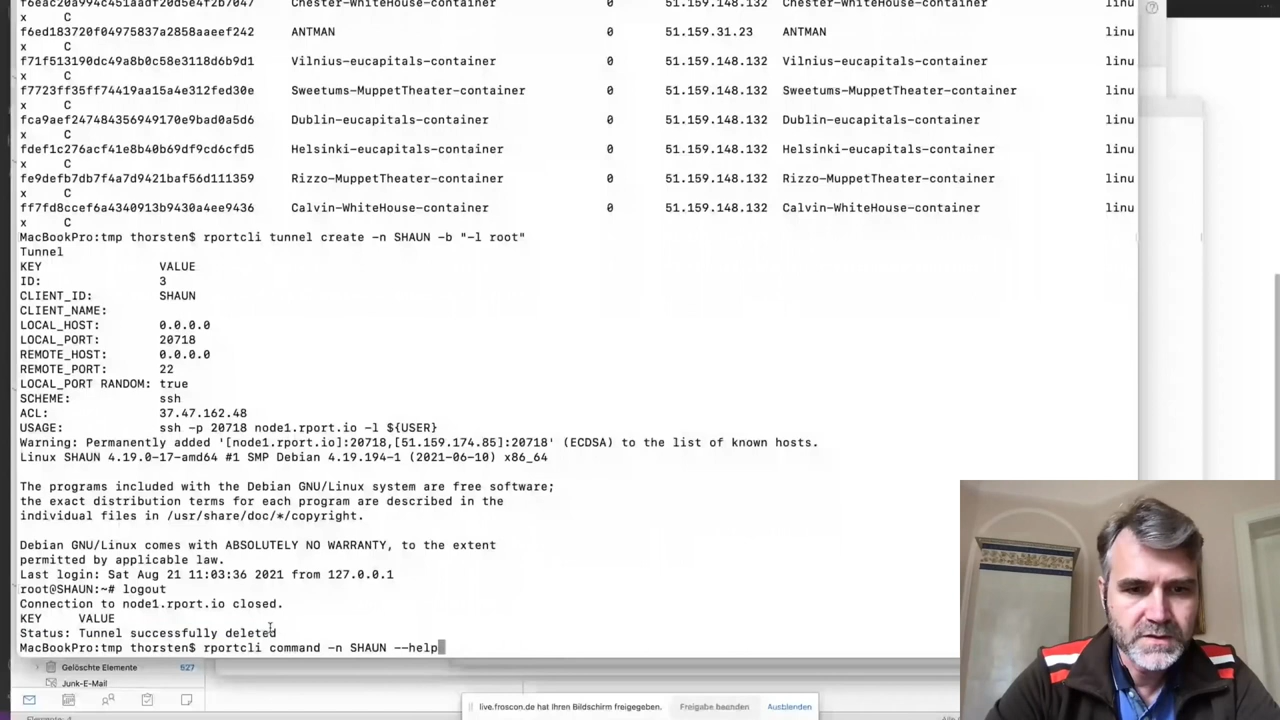 f6eac20a994c451aadf20d5e4f2b7047 Chester-WhiteHouse-container 0 51.159.148.132 Chester-WhiteHouse-container linu
x C
f6ed183720f04975837a2858aaeef242 ANTMAN 0 51.159.31.23 ANTMAN linu
x C
f71f513190dc49a8b0c58e3118d6b9d1 Vilnius-eucapitals-container 0 51.159.148.132 Vilnius-eucapitals-container linu
x C
f7723ff35ff74419aa15a4e312fed30e Sweetums-MuppetTheater-container 0 51.159.148.132 Sweetums-MuppetTheater-container linu
x C
fca9aef247484356949170e9bad0a5d6 Dublin-eucapitals-container 0 51.159.148.132 Dublin-eucapitals-container linu
x C
fdef1c276acf41e8b40b69df9cd6cfd5 Helsinki-eucapitals-container 0 51.159.148.132 Helsinki-eucapitals-container linu
x C
fe9defb7db7f4a7d9421baf56d111359 Rizzo-MuppetTheater-container 0 51.159.148.132 Rizzo-MuppetTheater-container linu
x C
ff7fd8ccef6a4340913b9430a4ee9436 Calvin-WhiteHouse-container 0 51.159.148.132 Calvin-WhiteHouse-container linu
x C
MacBookPro:tmp thorsten$ rportcli tunnel create -n SHAUN -b "-l root"
Tunnel
KEY VALUE
ID: 3
CLIENT_ID: SHAUN
CLIENT_NAME:
LOCAL_HOST: 0.0.0.0
LOCAL_PORT: 20718
REMOTE_HOST: 0.0.0.0
REMOTE_PORT: 22
LOCAL_PORT RANDOM: true
SCHEME: ssh
ACL: 37.47.162.48
USAGE: ssh -p 20718 node1.rport.io -l ${USER}
Warning: Permanently added '[node1.rport.io]:20718,[51.159.174.85]:20718' (ECDSA) to the list of known hosts.
Linux SHAUN 4.19.0-17-amd64 #1 SMP Debian 4.19.194-1 (2021-06-10) x86_64
The programs included with the Debian GNU/Linux system are free software;
the exact distribution terms for each program are described in the
individual files in /usr/share/doc/*/copyright.
Debian GNU/Linux comes with ABSOLUTELY NO WARRANTY, to the extent
permitted by applicable law.
Last login: Sat Aug 21 11:03:36 2021 from 127.0.0.1
root@SHAUN:~# logout
Connection to node1.rport.io closed.
KEY VALUE
Status: Tunnel successfully deleted
MacBookPro:tmp thorsten$ rportcli command -n SHAUN --help
Gelöschte Elemente 627
Junk-E-Mail
live.froscon.de hat Ihren Bildschirm freigegeben. Freigabe beenden Ausblenden